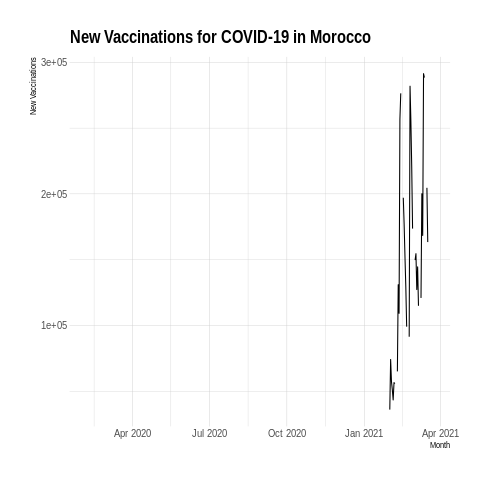 New Vaccinations for COVID-19 in Morocco
New Vaccinations
3e+05
2e+05
1e+05
Apr 2020 Jul 2020 Oct 2020 Jan 2021 Apr 2021
Month